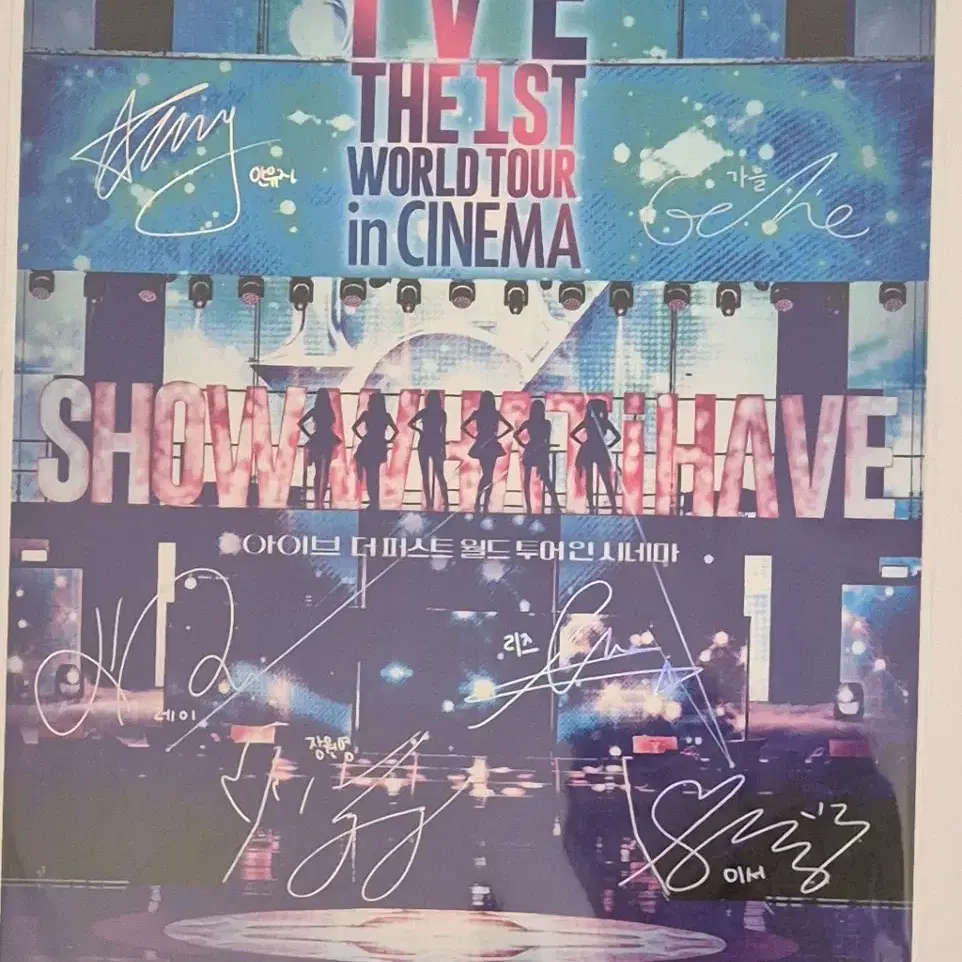 IVE
THE 1ST
WORLD TOUR
in CINEMA
안유진
가을
SHOW WHAT i HAVE
아이브 더 퍼스트 월드 투어 인 시네마
리즈
레이
장원영
이서